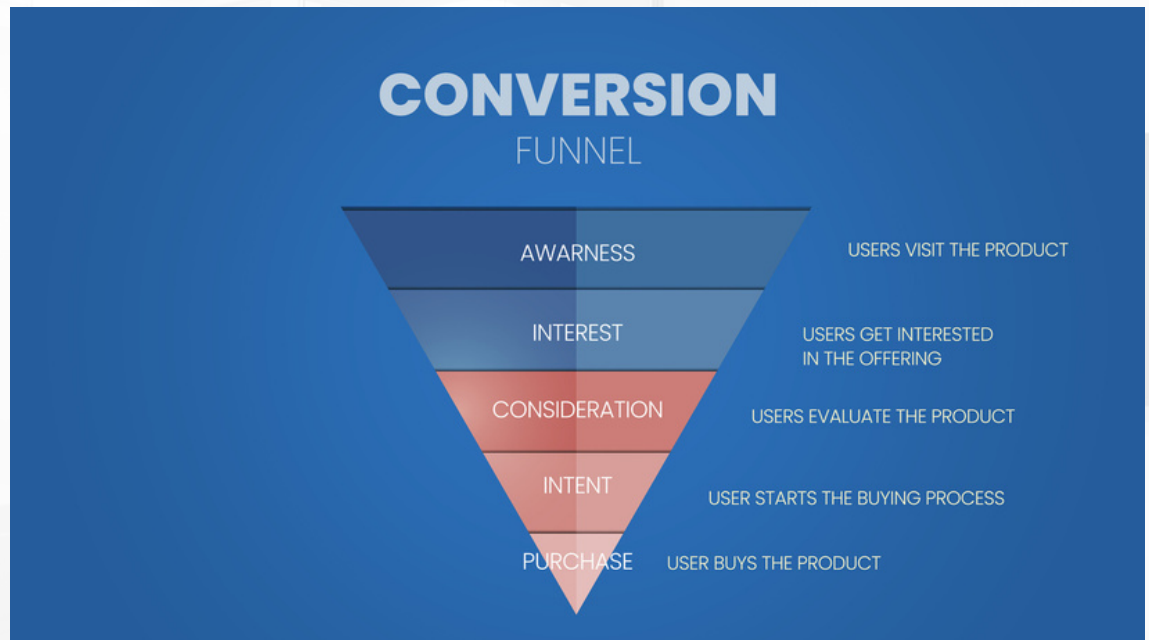 CONVERSION
FUNNEL
AWARNESS
USERS VISIT THE PRODUCT
INTEREST
USERS GET INTERESTED
IN THE OFFERING
CONSIDERATION
USERS EVALUATE THE PRODUCT
INTENT
USER STARTS THE BUYING PROCESS
PURCHASE
USER BUYS THE PRODUCT